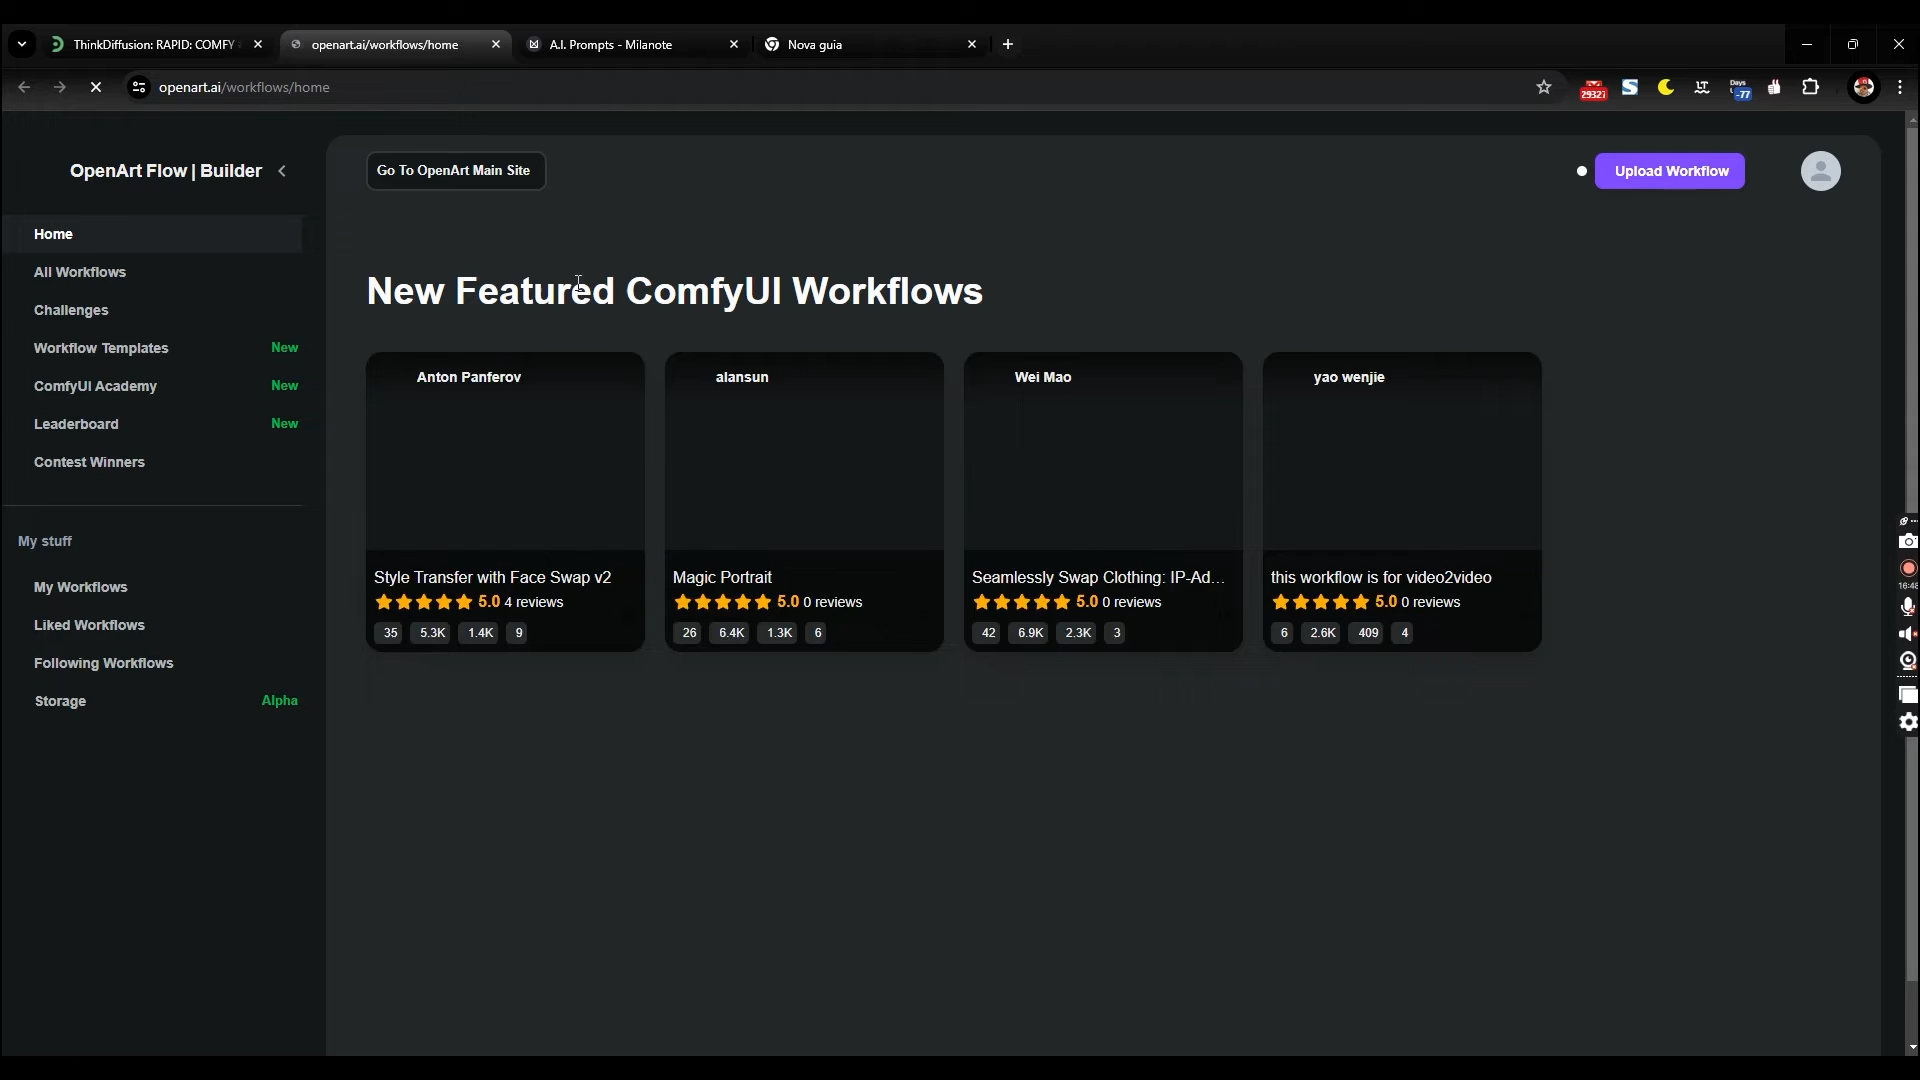 ThinkDiffusion: RAPID: COMFY
openart.ai/workflows/home
A.I. Prompts - Milanote
Nova guia
openart.ai/workflows/home
29327
Days
-77
OpenArt Flow | Builder
Go To OpenArt Main Site
Upload Workflow
Home
All Workflows
Challenges
Workflow Templates New
ComfyUI Academy New
Leaderboard New
Contest Winners
My stuff
My Workflows
Liked Workflows
Following Workflows
Storage Alpha
New Featured ComfyUI Workflows
Anton Panferov
Style Transfer with Face Swap v2
5.0 4 reviews
35 5.3K 1.4K 9
alansun
Magic Portrait
5.0 0 reviews
26 6.4K 1.3K 6
Wei Mao
Seamlessly Swap Clothing: IP-Ad...
5.0 0 reviews
42 6.9K 2.3K 3
yao wenjie
this workflow is for video2video
5.0 0 reviews
6 2.6K 409 4
16:48